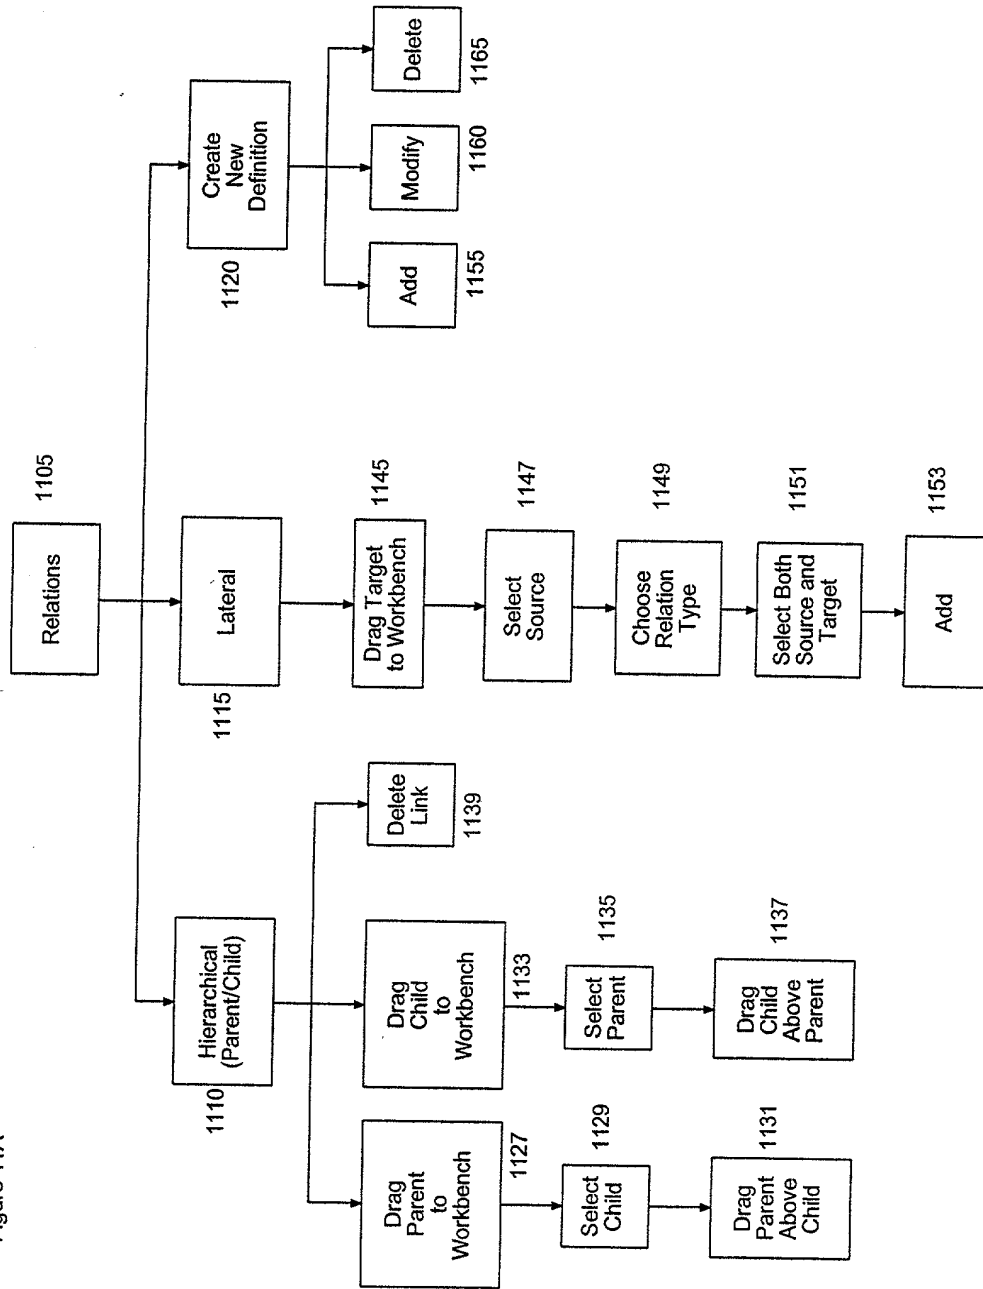 Relations
1105
Hierarchical
(Parent/Child)
1110
Lateral
1115
Create
New
Definition
1120
Drag
Parent
to
Workbench
1127
Select
Child
1129
Drag
Parent
Above
Child
1131
Drag
Child
to
Workbench
1133
Select
Parent
1135
Drag
Child
Above
Parent
1137
Delete
Link
1139
Drag Target
to Workbench
1145
Select
Source
1147
Choose
Relation
Type
1149
Select Both
Source and
Target
1151
Add
1153
Add
1155
Modify
1160
Delete
1165